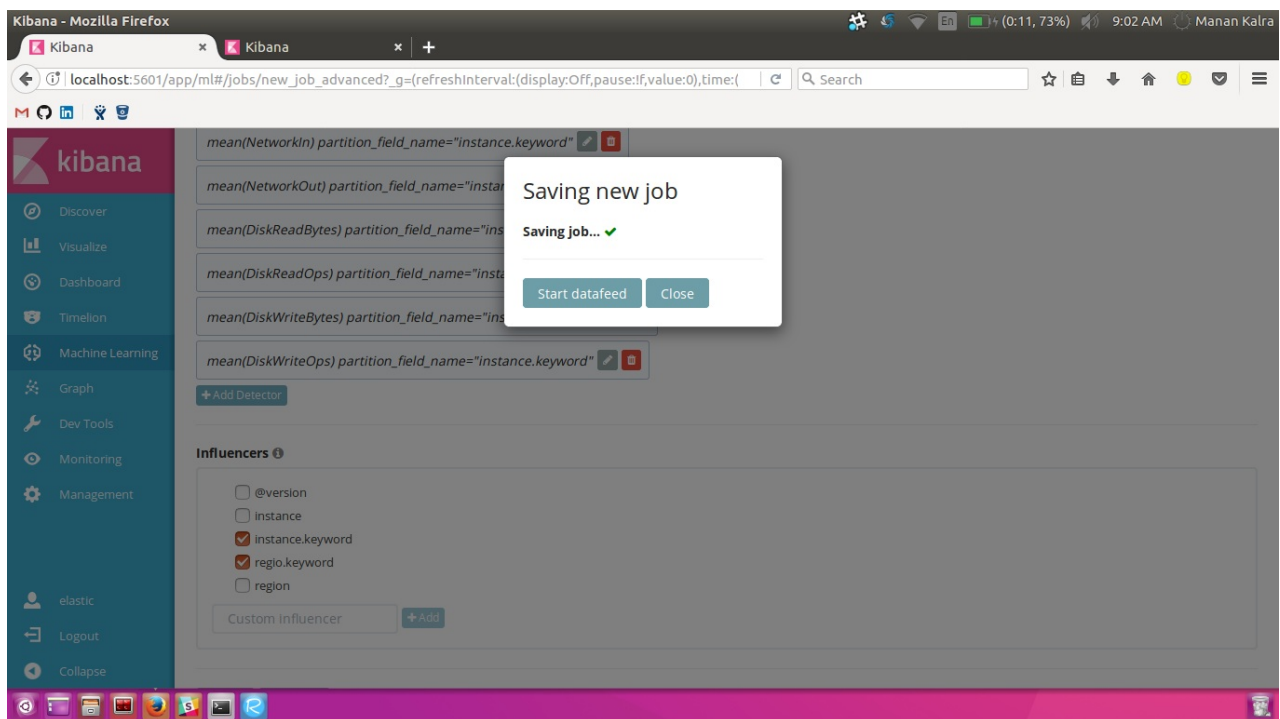 Kibana - Mozilla Firefox
En (0:11, 73%) 9:02 AM Manan Kalra
Kibana × Kibana × +
localhost:5601/app/ml#/jobs/new_job_advanced?_g=(refreshInterval:(display:Off,pause:!f,value:0),time:( Search
kibana
Discover
Visualize
Dashboard
Timelion
Machine Learning
Graph
Dev Tools
Monitoring
Management
elastic
Logout
Collapse
mean(NetworkIn) partition_field_name="instance.keyword"
mean(NetworkOut) partition_field_name="instan
mean(DiskReadBytes) partition_field_name="ins
mean(DiskReadOps) partition_field_name="insta
mean(DiskWriteBytes) partition_field_name="ins
mean(DiskWriteOps) partition_field_name="instance.keyword"
+ Add Detector
Saving new job
Saving job... ✔
Start datafeed Close
Influencers
@version
instance
instance.keyword
regio.keyword
region
Custom influencer + Add